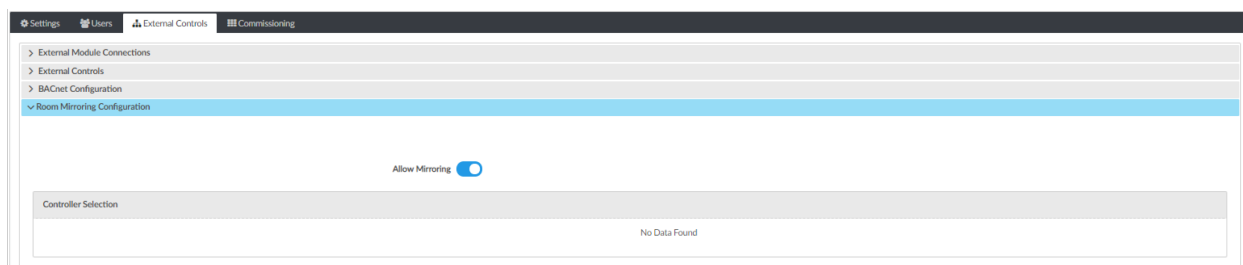 Settings Users External Controls Commissioning
External Module Connections
External Controls
BACnet Configuration
Room Mirroring Configuration
Allow Mirroring
Controller Selection
No Data Found